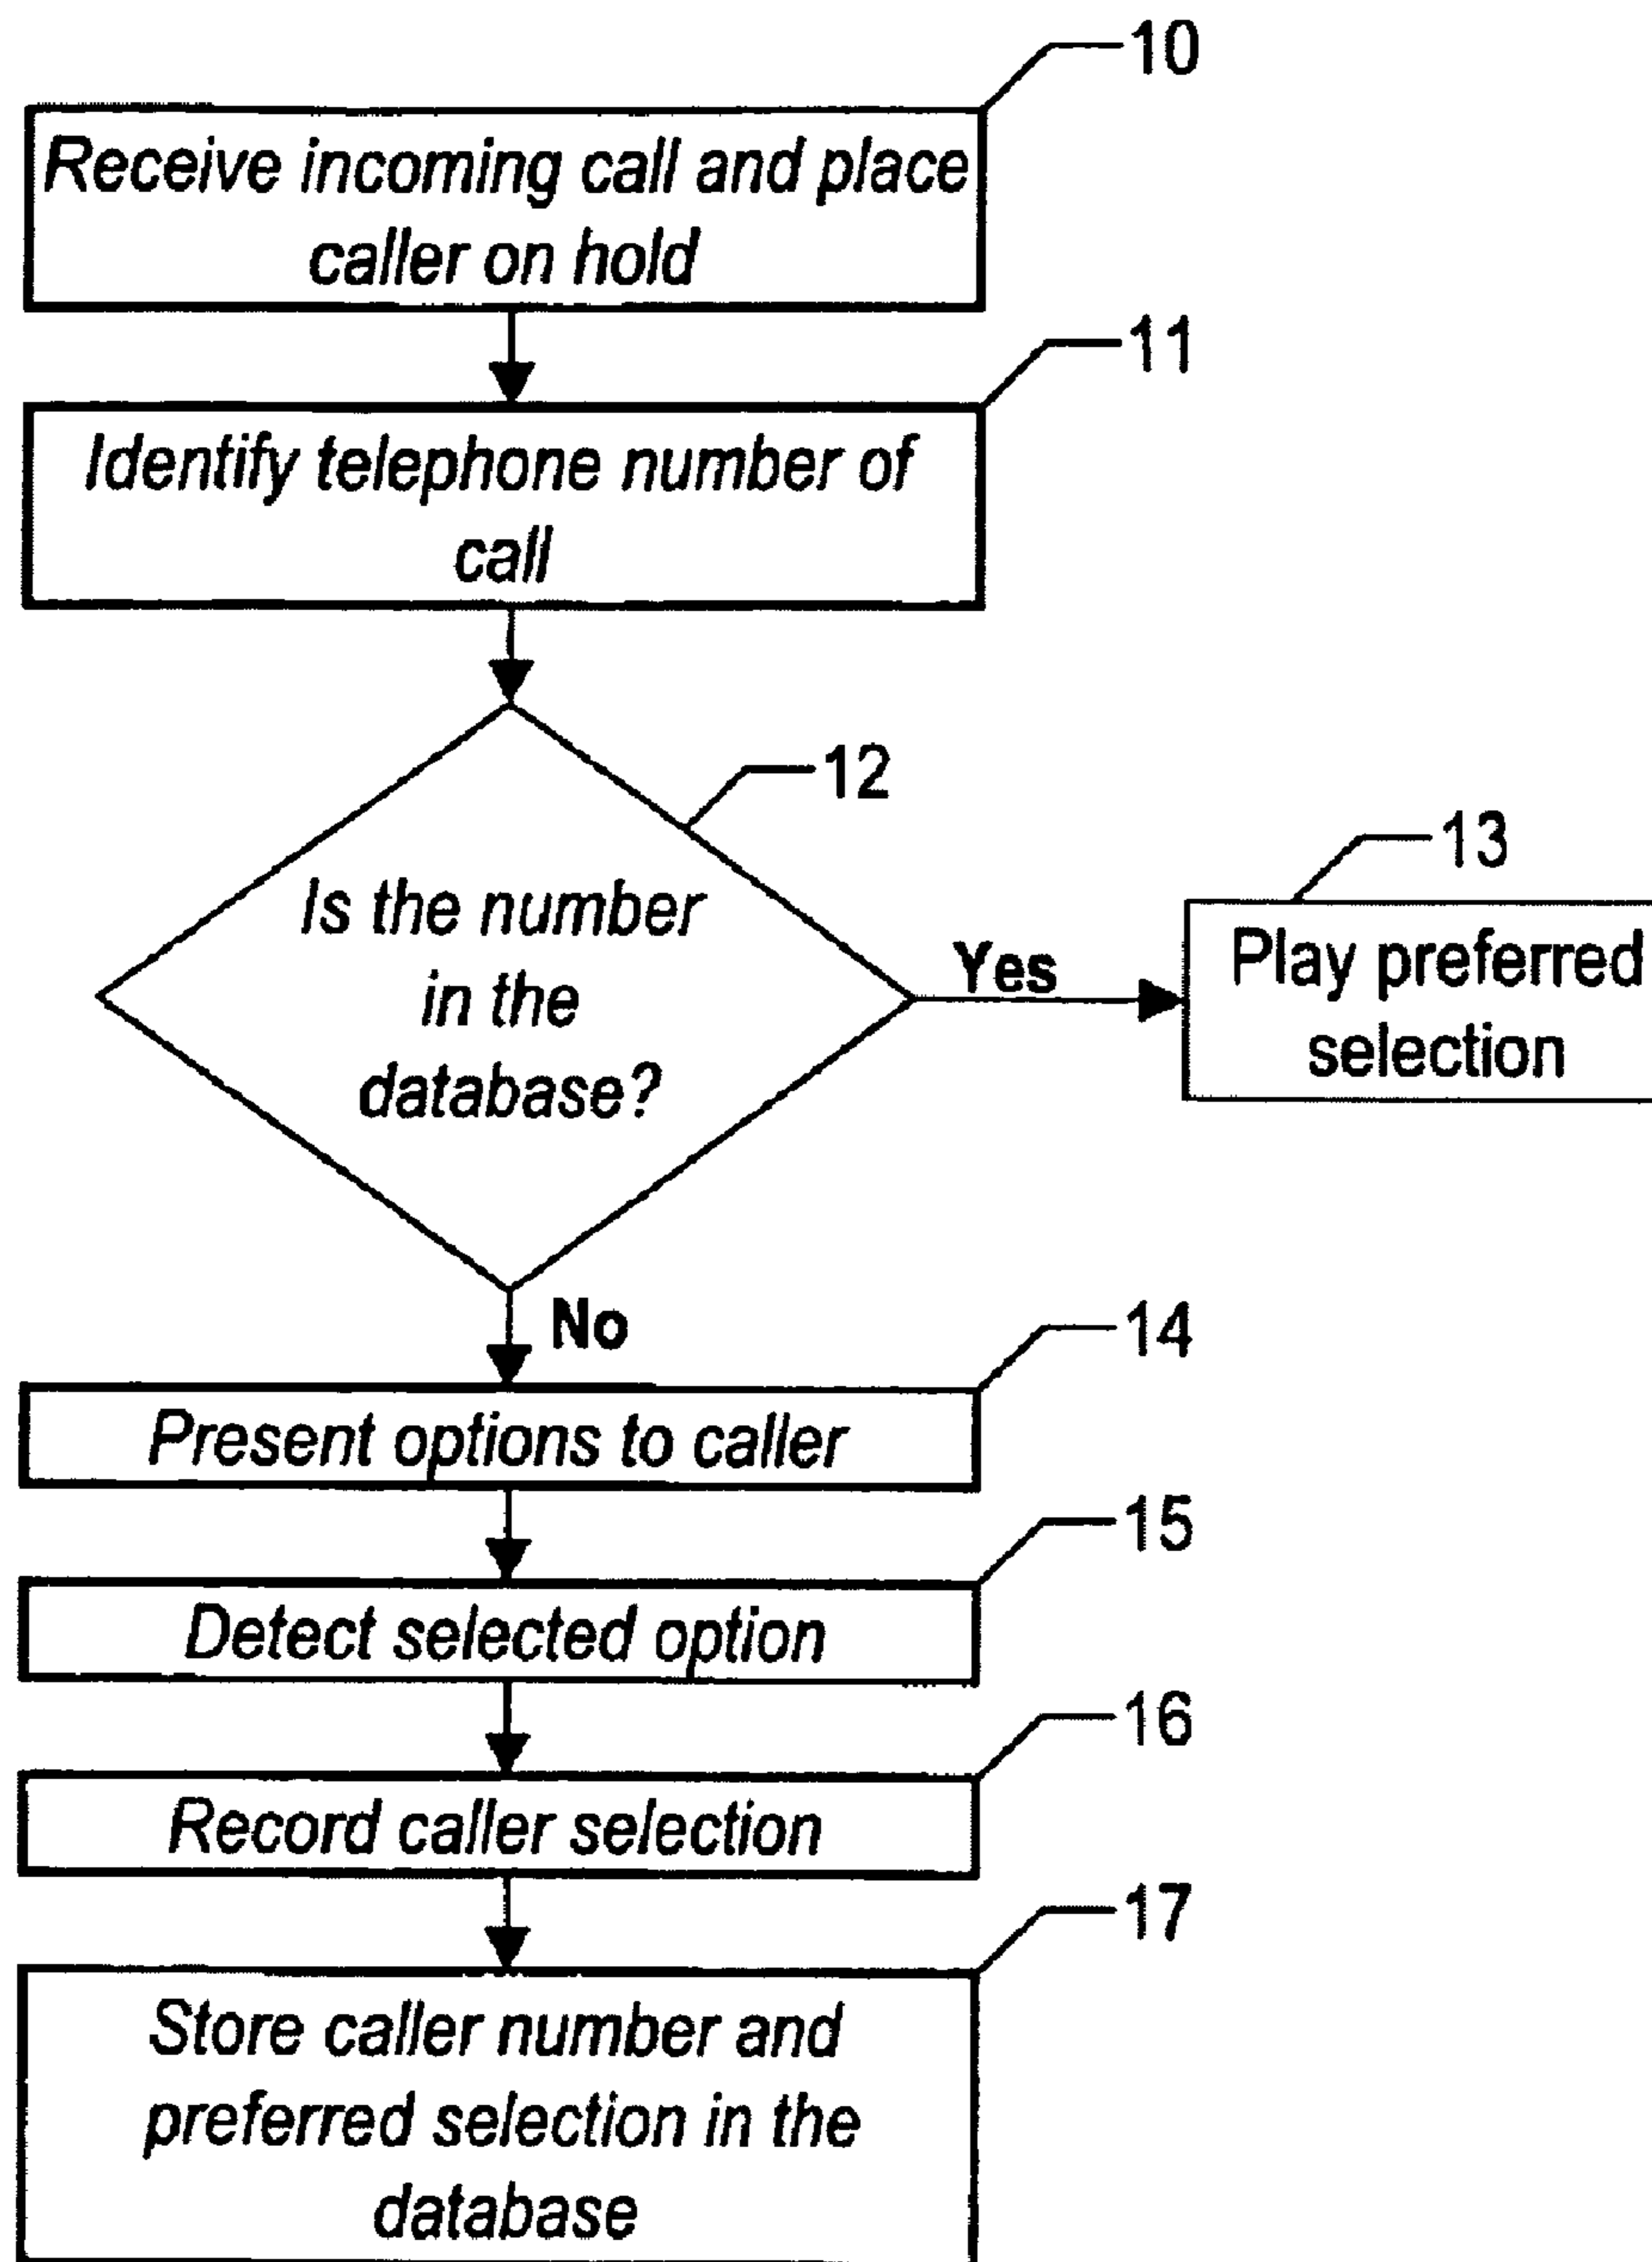 10
Receive incoming call and place
caller on hold
11
Identify telephone number of
call
12
Is the number
in the
database?
Yes
13
Play preferred
selection
No
14
Present options to caller
15
Detect selected option
16
Record caller selection
17
Store caller number and
preferred selection in the
database